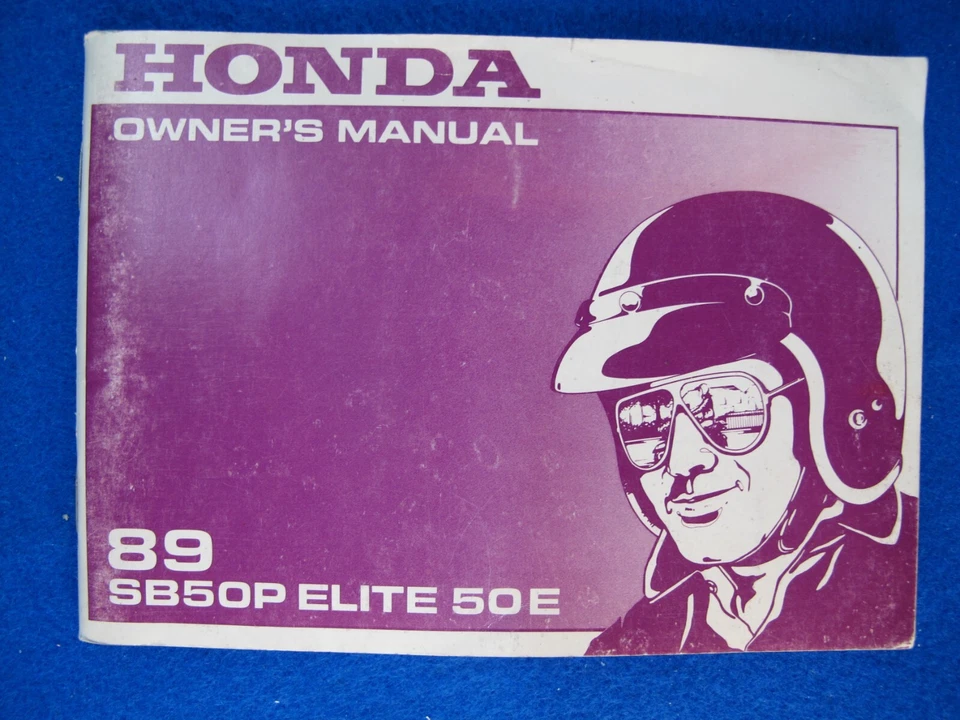 HONDA
OWNER'S MANUAL
89
SB50P ELITE 50E